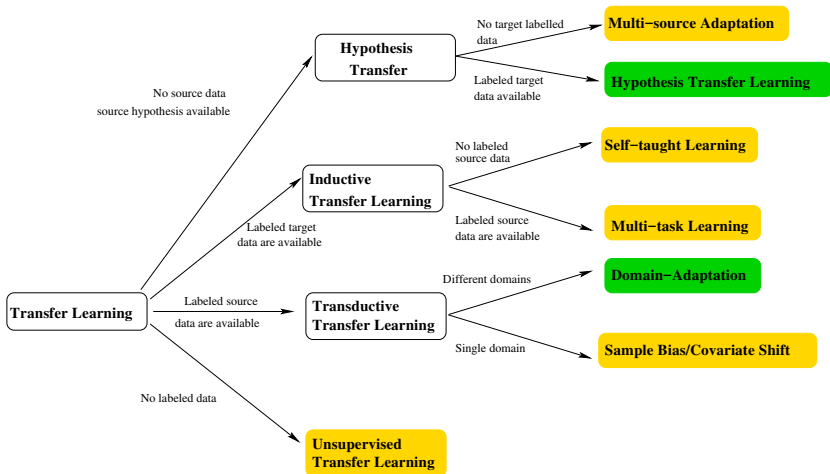 No target labelled
data
Multi−source Adaptation
Hypothesis
Transfer
Labeled target
data available
Hypothesis Transfer Learning
No source data
source hypothesis available
No labeled
source data
Self−taught Learning
Inductive
Transfer Learning
Labeled target
data are available
Labeled source
data are available
Multi−task Learning
Different domains
Domain−Adaptation
Transfer Learning
Labeled source
data are available
Transductive
Transfer Learning
Single domain
Sample Bias/Covariate Shift
No labeled data
Unsupervised
Transfer Learning